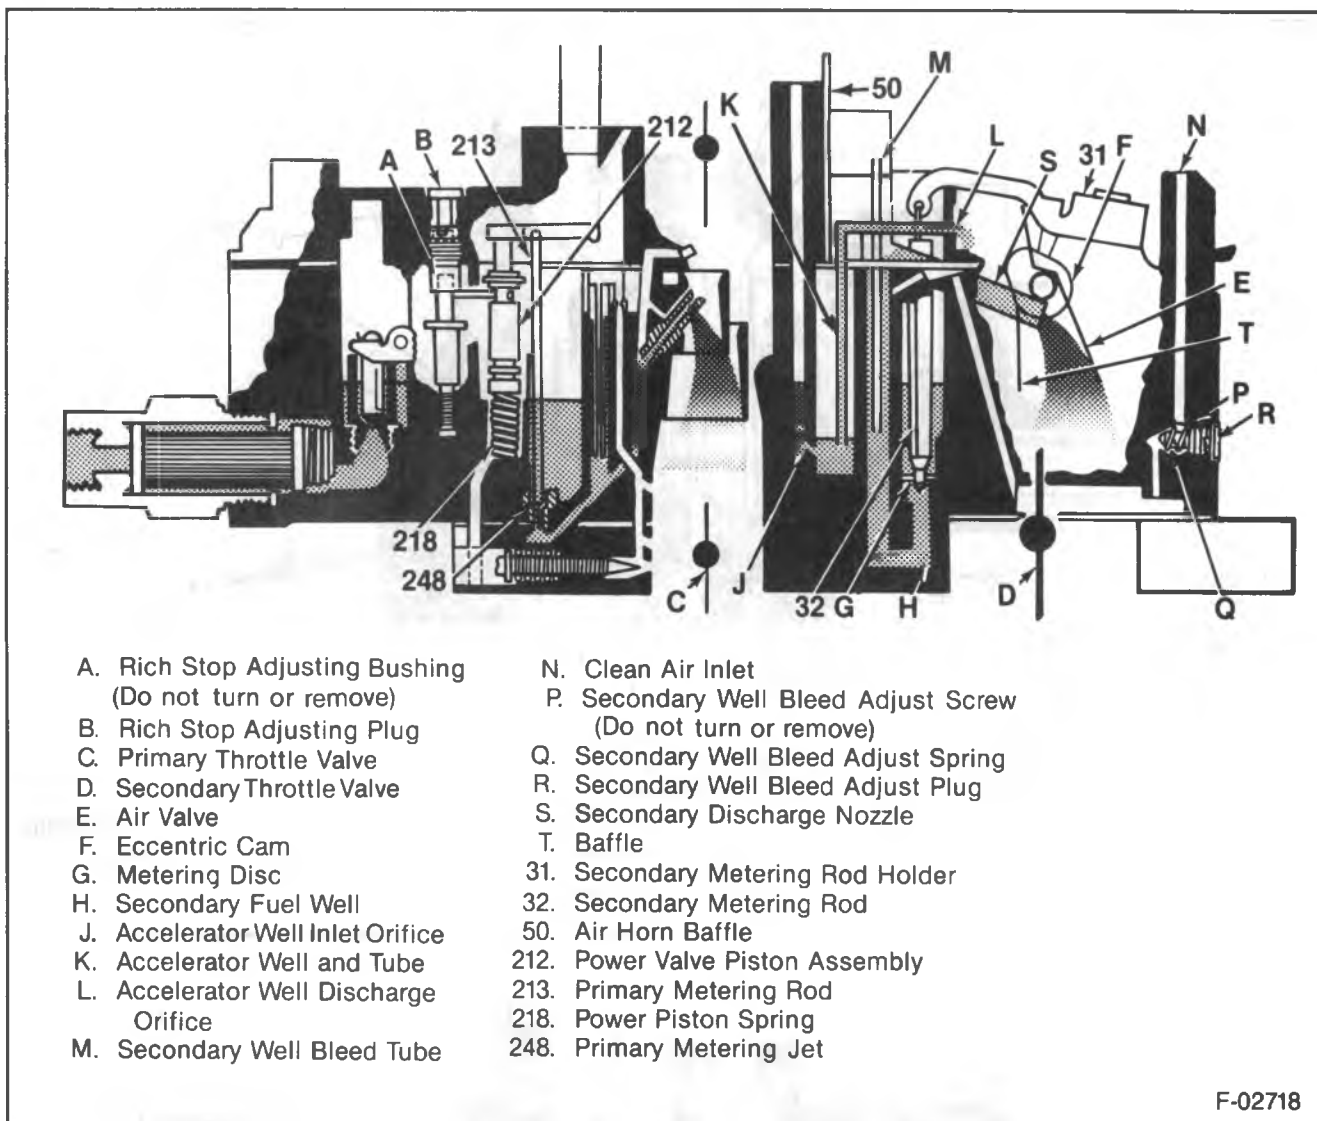 M
50
K
212
L
N
B
213
S
31
F
A
E
T
P
R
218
248
C
J
32
G
H
D
Q
A. Rich Stop Adjusting Bushing
(Do not turn or remove)
B. Rich Stop Adjusting Plug
C. Primary Throttle Valve
D. Secondary Throttle Valve
E. Air Valve
F. Eccentric Cam
G. Metering Disc
H. Secondary Fuel Well
J. Accelerator Well Inlet Orifice
K. Accelerator Well and Tube
L. Accelerator Well Discharge
Orifice
M. Secondary Well Bleed Tube
N. Clean Air Inlet
P. Secondary Well Bleed Adjust Screw
(Do not turn or remove)
Q. Secondary Well Bleed Adjust Spring
R. Secondary Well Bleed Adjust Plug
S. Secondary Discharge Nozzle
T. Baffle
31. Secondary Metering Rod Holder
32. Secondary Metering Rod
50. Air Horn Baffle
212. Power Valve Piston Assembly
213. Primary Metering Rod
218. Power Piston Spring
248. Primary Metering Jet
F-02718